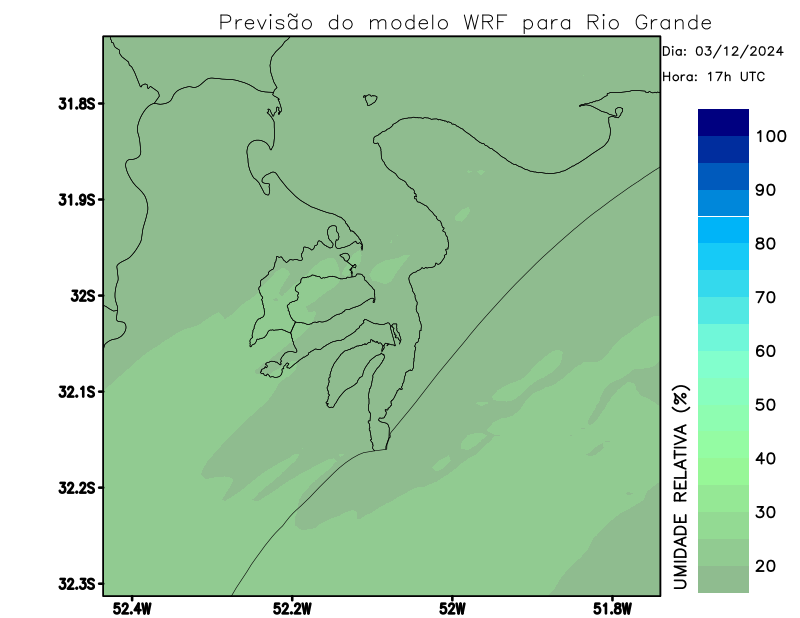 Previsão do modelo WRF para Rio Grande
Dia: 03/12/2024
Hora: 17h UTC
31.8S
31.9S
32S
32.1S
32.2S
32.3S
52.4W
52.2W
52W
51.8W
UMIDADE RELATIVA (%)
100
90
80
70
60
50
40
30
20